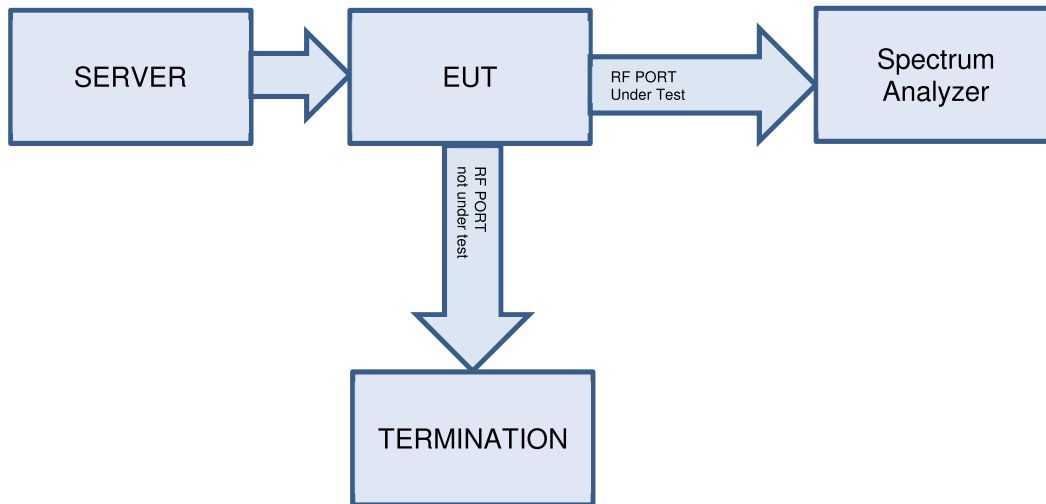 SERVER
EUT
RF PORT
Under Test
Spectrum
Analyzer
RF PORT
not under test
TERMINATION